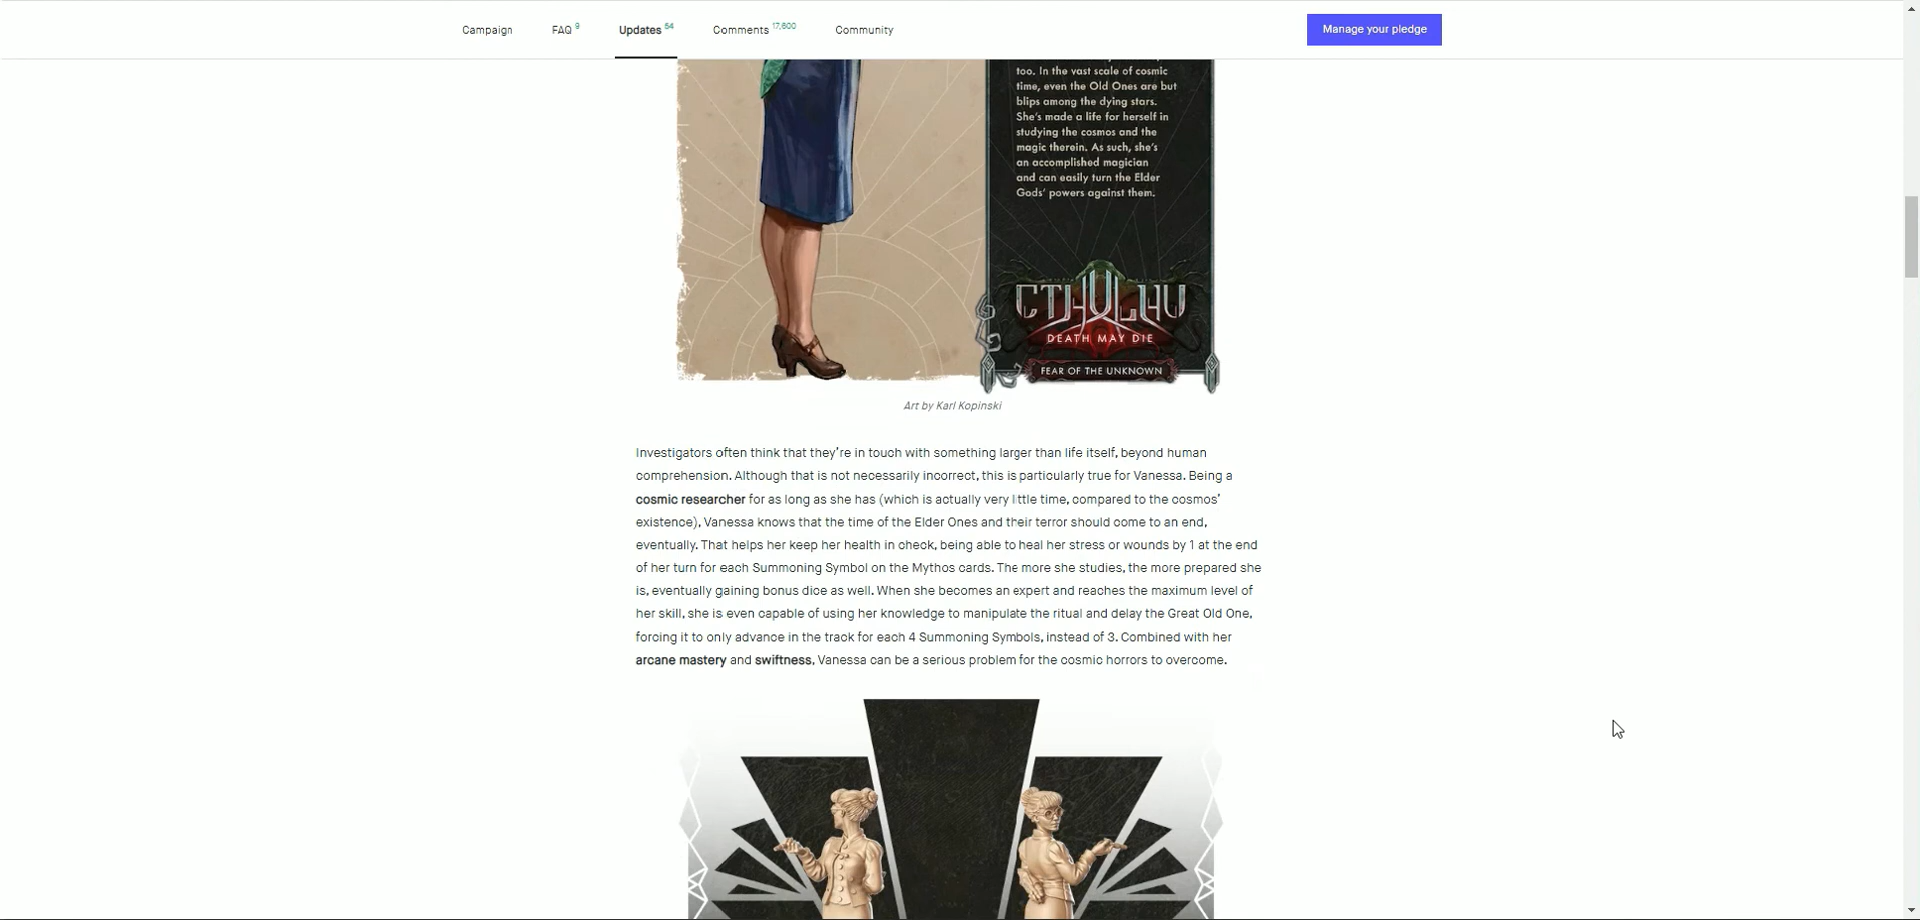 Campaign FAQ 9 Updates 54 Comments 17,600 Community Manage your pledge
too. In the vast scale of cosmic
time, even the Old Ones are but
blips among the dying stars.
She's made a life for herself in
studying the cosmos and the
magic therein. As such, she's
an accomplished magician
and can easily turn the Elder
Gods' powers against them.
CTHULHU
DEATH MAY DIE
FEAR OF THE UNKNOWN
Art by Karl Kopinski
Investigators often think that they're in touch with something larger than life itself, beyond human
comprehension. Although that is not necessarily incorrect, this is particularly true for Vanessa. Being a
cosmic researcher for as long as she has (which is actually very little time, compared to the cosmos'
existence), Vanessa knows that the time of the Elder Ones and their terror should come to an end,
eventually. That helps her keep her health in check, being able to heal her stress or wounds by 1 at the end
of her turn for each Summoning Symbol on the Mythos cards. The more she studies, the more prepared she
is, eventually gaining bonus dice as well. When she becomes an expert and reaches the maximum level of
her skill, she is even capable of using her knowledge to manipulate the ritual and delay the Great Old One,
forcing it to only advance in the track for each 4 Summoning Symbols, instead of 3. Combined with her
arcane mastery and swiftness, Vanessa can be a serious problem for the cosmic horrors to overcome.